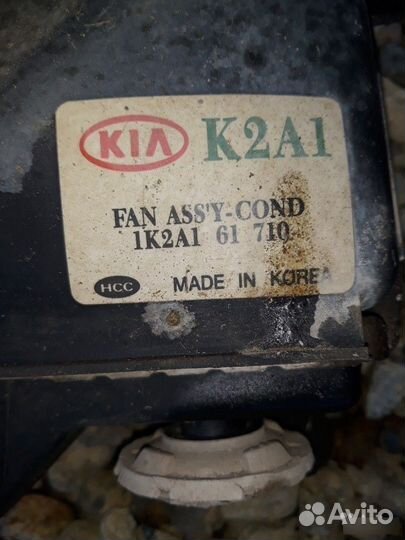 KIA K2A1
FAN ASS'Y-COND
1K2A1 61 710
HCC MADE IN KOREA
Avito